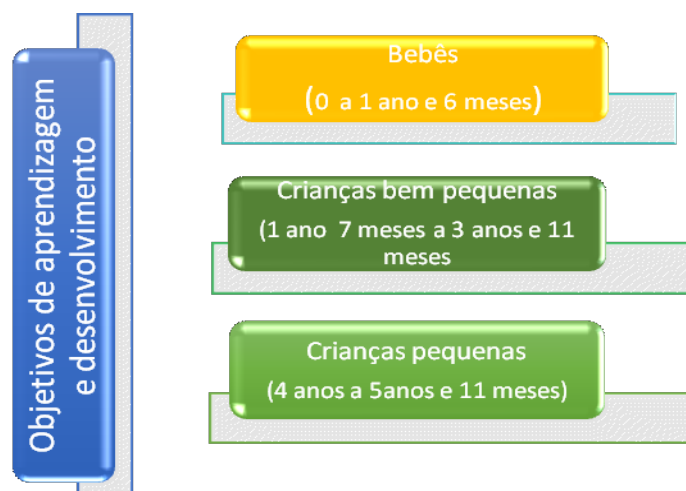 Objetivos de aprendizagem
e desenvolvimento
Bebês
(0 a 1 ano e 6 meses)
Crianças bem pequenas
(1 ano 7 meses a 3 anos e 11
meses
Crianças pequenas
(4 anos a 5anos e 11 meses)